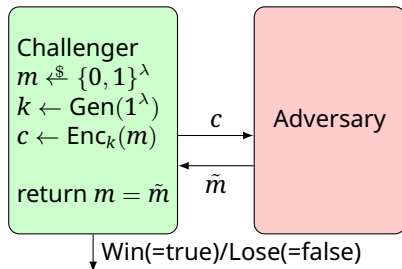 Challenger
m ←$ {0, 1}^λ
k ← Gen(1^λ)
c ← Enc_k(m)
return m = m̃
c
m̃
Adversary
Win(=true)/Lose(=false)